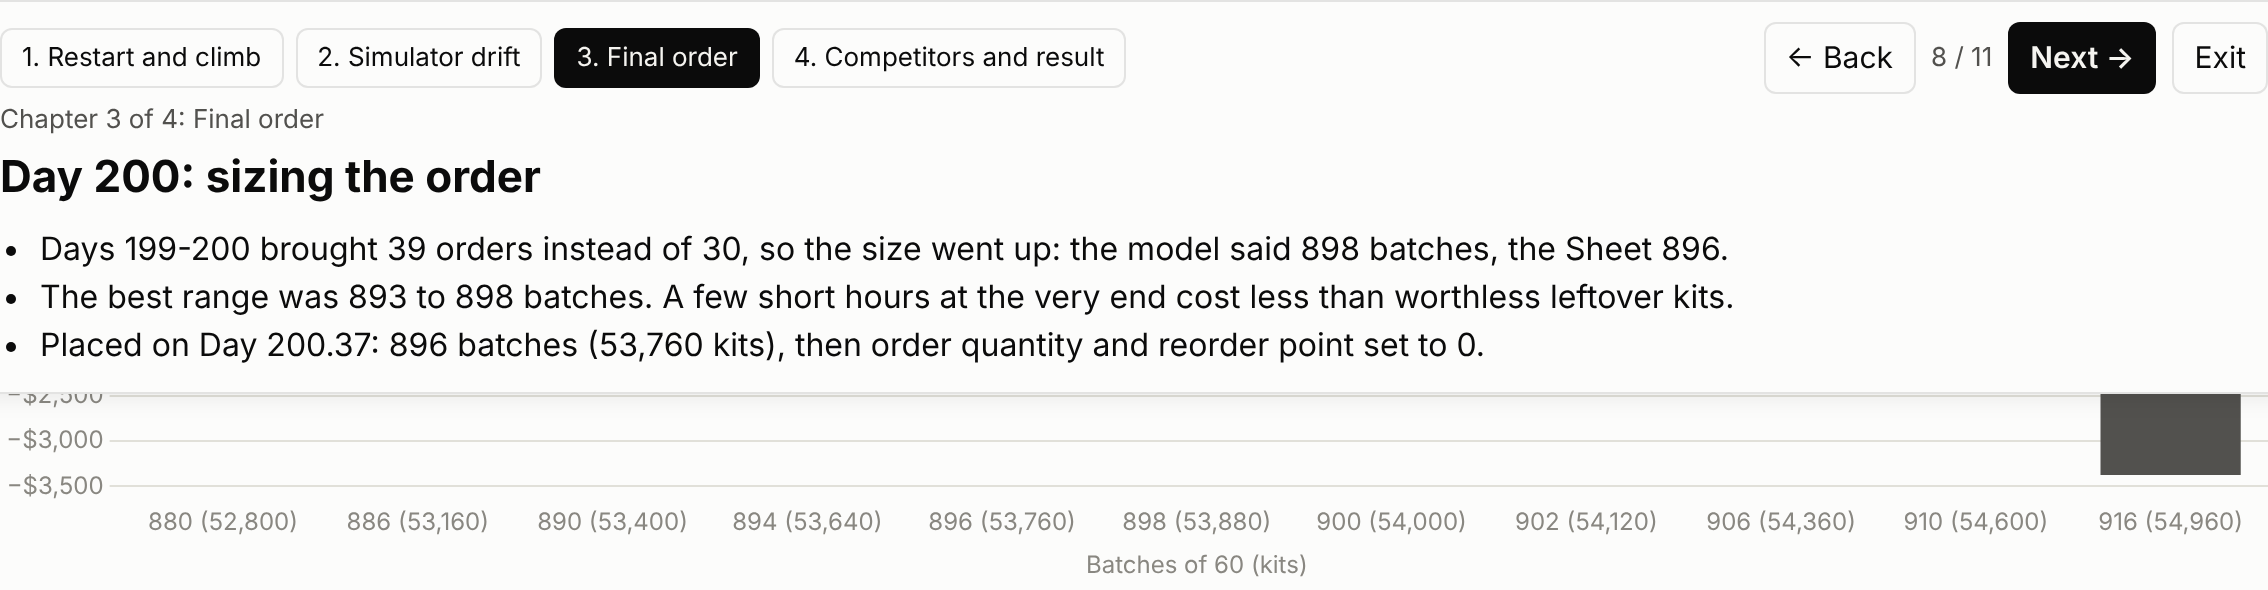 1. Restart and climb 2. Simulator drift 3. Final order 4. Competitors and result ← Back 8 / 11 Next → Exit
Chapter 3 of 4: Final order
Day 200: sizing the order
• Days 199-200 brought 39 orders instead of 30, so the size went up: the model said 898 batches, the Sheet 896.
• The best range was 893 to 898 batches. A few short hours at the very end cost less than worthless leftover kits.
• Placed on Day 200.37: 896 batches (53,760 kits), then order quantity and reorder point set to 0.
−$2,500
−$3,000
−$3,500
880 (52,800) 886 (53,160) 890 (53,400) 894 (53,640) 896 (53,760) 898 (53,880) 900 (54,000) 902 (54,120) 906 (54,360) 910 (54,600) 916 (54,960)
Batches of 60 (kits)